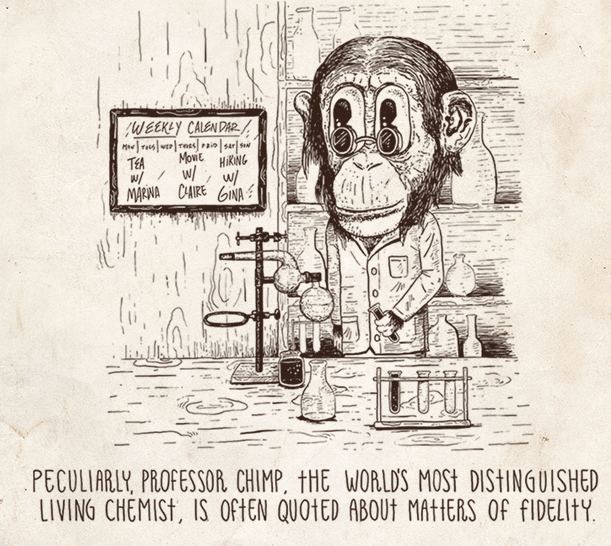 WEEKLY CALENDAR
MON | TUES | WED | THURS | FRID | SAT | SUN
TEA MOVIE HIKING
W/ W/ W/
MARNA CLAIRE GINA
PECULIARLY, PROFESSOR CHIMP, THE WORLD'S MOST DISTINGUISHED
LIVING CHEMIST, IS OFTEN QUOTED ABOUT MATTERS OF FIDELITY.